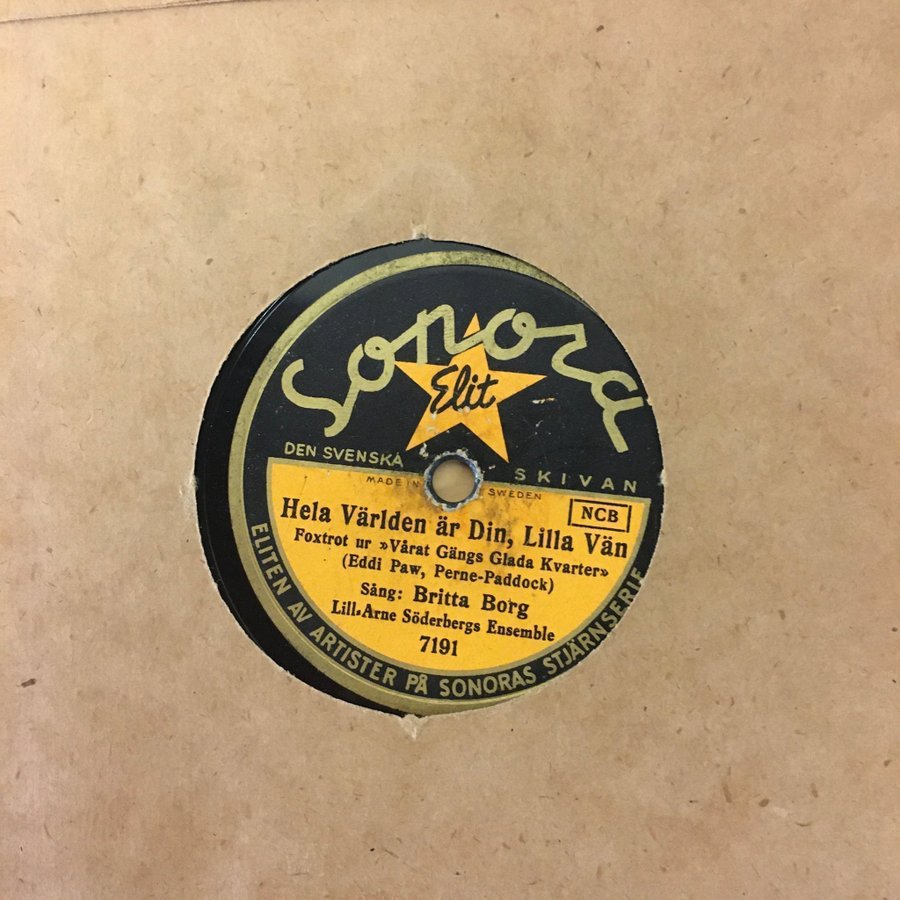 Sonora
Elit
DEN SVENSKA SKIVAN
MADE IN SWEDEN
NCB
Hela Världen är Din, Lilla Vän
Foxtrot ur »Vårat Gängs Glada Kvarter»
(Eddi Paw, Perne-Paddock)
Sång: Britta Borg
Lill-Arne Söderbergs Ensemble
7191
ELITEN AV ARTISTER PÅ SONORAS STJÄRNSERIE